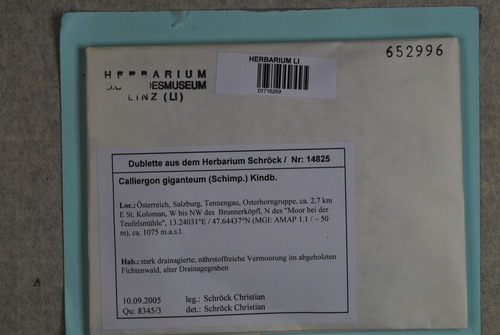 652996
HERBARIUM LI
01716269
HERBARIUM
DESMUSEUM
LINZ (LI)
Dublette aus dem Herbarium Schröck / Nr: 14825
Calliergon giganteum (Schimp.) Kindb.
Loc.: Österreich, Salzburg, Tennengau, Osterhorngruppe, ca. 2,7 km
E St. Koloman, W bis NW des Brunnerköpfl, N des "Moor bei der
Teufelsmühle", 13.24031°E / 47.64437°N (MGI: AMAP 1.1 / ~ 50
m), ca. 1075 m.a.s.l.
Hab.: stark drainagierte, nährstoffreiche Vermoorung im abgeholzten
Fichtenwald, alter Drainagegraben
10.09.2005 leg.: Schröck Christian
Qu: 8345/3 det.: Schröck Christian